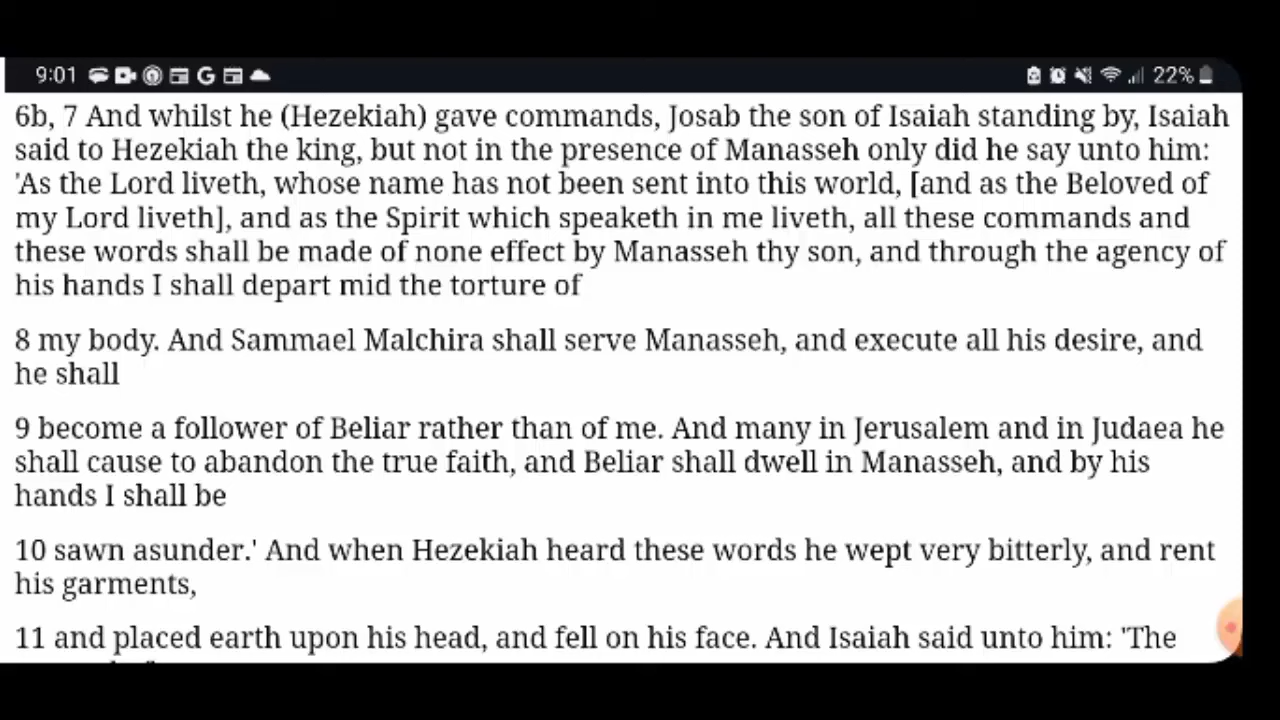 9:01 G 22%
6b, 7 And whilst he (Hezekiah) gave commands, Josab the son of Isaiah standing by, Isaiah
said to Hezekiah the king, but not in the presence of Manasseh only did he say unto him:
'As the Lord liveth, whose name has not been sent into this world, [and as the Beloved of
my Lord liveth], and as the Spirit which speaketh in me liveth, all these commands and
these words shall be made of none effect by Manasseh thy son, and through the agency of
his hands I shall depart mid the torture of
8 my body. And Sammael Malchira shall serve Manasseh, and execute all his desire, and
he shall
9 become a follower of Beliar rather than of me. And many in Jerusalem and in Judaea he
shall cause to abandon the true faith, and Beliar shall dwell in Manasseh, and by his
hands I shall be
10 sawn asunder.' And when Hezekiah heard these words he wept very bitterly, and rent
his garments,
11 and placed earth upon his head, and fell on his face. And Isaiah said unto him: 'The